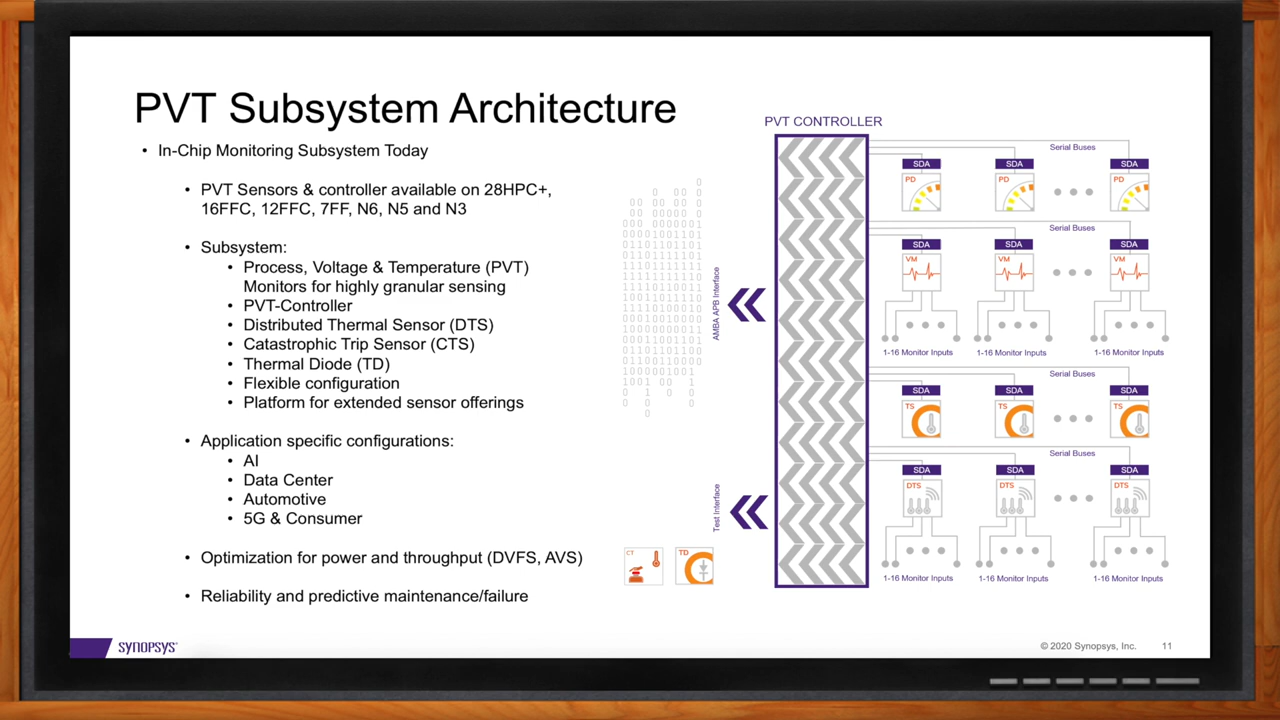 PVT Subsystem Architecture
• In-Chip Monitoring Subsystem Today
• PVT Sensors & controller available on 28HPC+,
16FFC, 12FFC, 7FF, N6, N5 and N3
• Subsystem:
• Process, Voltage & Temperature (PVT)
Monitors for highly granular sensing
• PVT-Controller
• Distributed Thermal Sensor (DTS)
• Catastrophic Trip Sensor (CTS)
• Thermal Diode (TD)
• Flexible configuration
• Platform for extended sensor offerings
• Application specific configurations:
• AI
• Data Center
• Automotive
• 5G & Consumer
• Optimization for power and throughput (DVFS, AVS)
• Reliability and predictive maintenance/failure
PVT CONTROLLER
AMBA APB Interface
Test Interface
CT
TD
Serial Buses
SDA SDA SDA
PD PD PD
Serial Buses
SDA SDA SDA
VM VM VM
1-16 Monitor Inputs 1-16 Monitor Inputs 1-16 Monitor Inputs
Serial Buses
SDA SDA SDA
TS TS TS
Serial Buses
SDA SDA SDA
DTS DTS DTS
1-16 Monitor Inputs 1-16 Monitor Inputs 1-16 Monitor Inputs
SYNOPSYS®
© 2020 Synopsys, Inc. 11